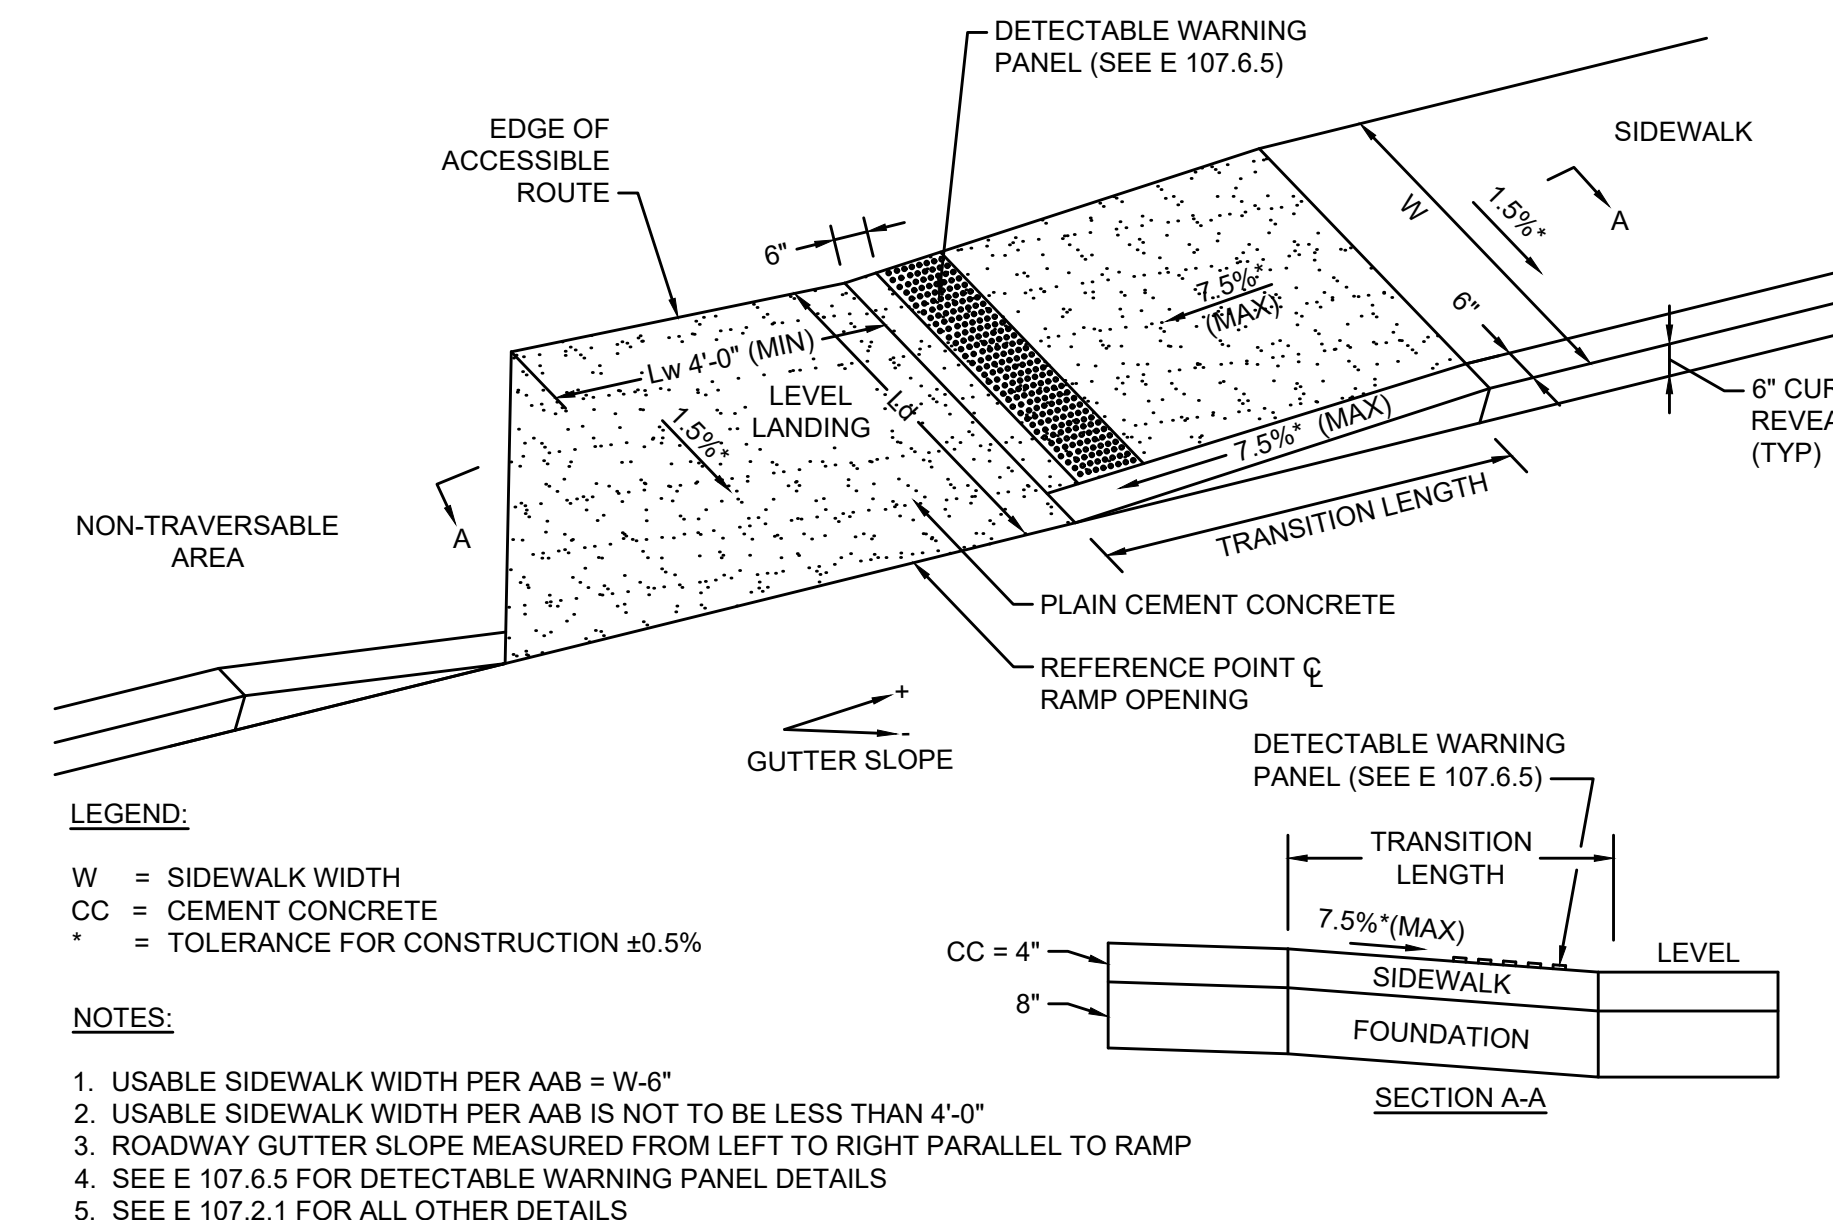 DETECTABLE WARNING
PANEL (SEE E 107.6.5)
EDGE OF
ACCESSIBLE
ROUTE
SIDEWALK
6"
W
1.5%*
A
7.5%*
(MAX)
6"
Lw 4'-0" (MIN)
LEVEL
LANDING
Ld
1.5%*
7.5%* (MAX)
6" CUR
REVEA
(TYP)
TRANSITION LENGTH
NON-TRAVERSABLE
AREA
A
PLAIN CEMENT CONCRETE
REFERENCE POINT ℄
RAMP OPENING
+
-
GUTTER SLOPE
DETECTABLE WARNING
PANEL (SEE E 107.6.5)
LEGEND:
W = SIDEWALK WIDTH
CC = CEMENT CONCRETE
* = TOLERANCE FOR CONSTRUCTION ±0.5%
TRANSITION
LENGTH
7.5%*(MAX)
CC = 4"
LEVEL
SIDEWALK
8"
FOUNDATION
SECTION A-A
NOTES:
1. USABLE SIDEWALK WIDTH PER AAB = W-6"
2. USABLE SIDEWALK WIDTH PER AAB IS NOT TO BE LESS THAN 4'-0"
3. ROADWAY GUTTER SLOPE MEASURED FROM LEFT TO RIGHT PARALLEL TO RAMP
4. SEE E 107.6.5 FOR DETECTABLE WARNING PANEL DETAILS
5. SEE E 107.2.1 FOR ALL OTHER DETAILS